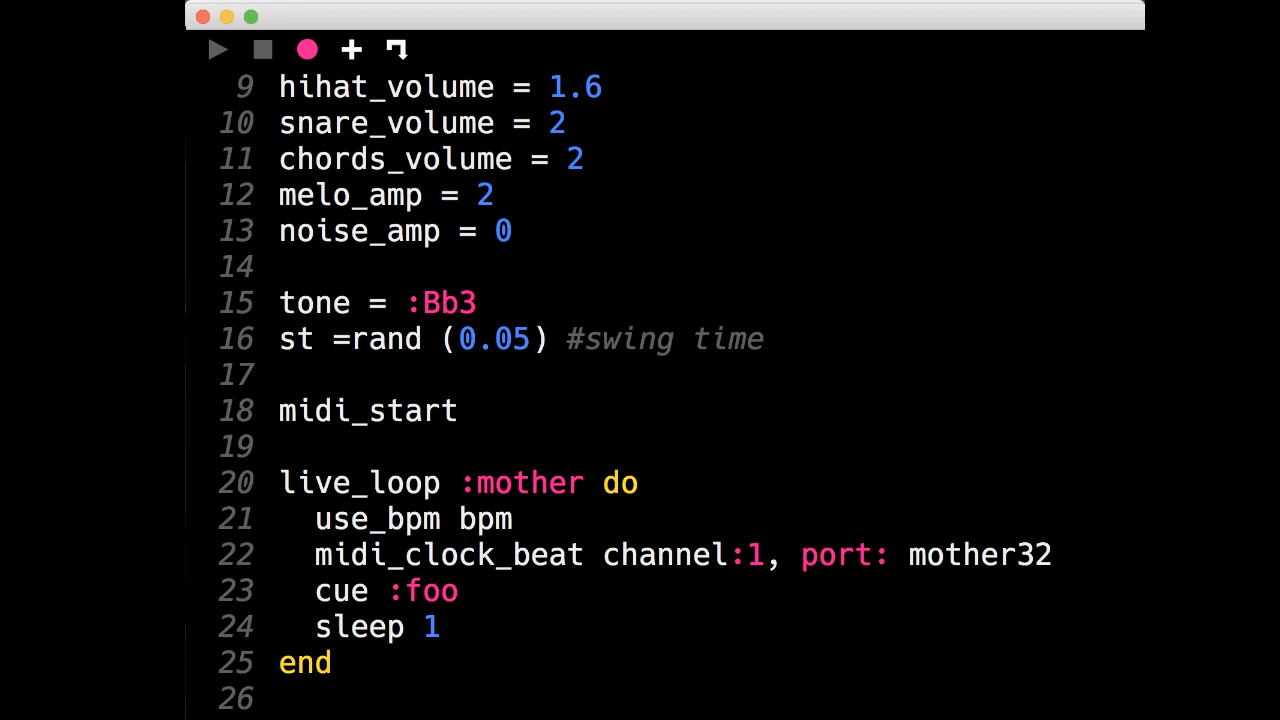 9 hihat_volume = 1.6
10 snare_volume = 2
11 chords_volume = 2
12 melo_amp = 2
13 noise_amp = 0
14
15 tone = :Bb3
16 st =rand (0.05) #swing time
17
18 midi_start
19
20 live_loop :mother do
21 use_bpm bpm
22 midi_clock_beat channel:1, port: mother32
23 cue :foo
24 sleep 1
25 end
26